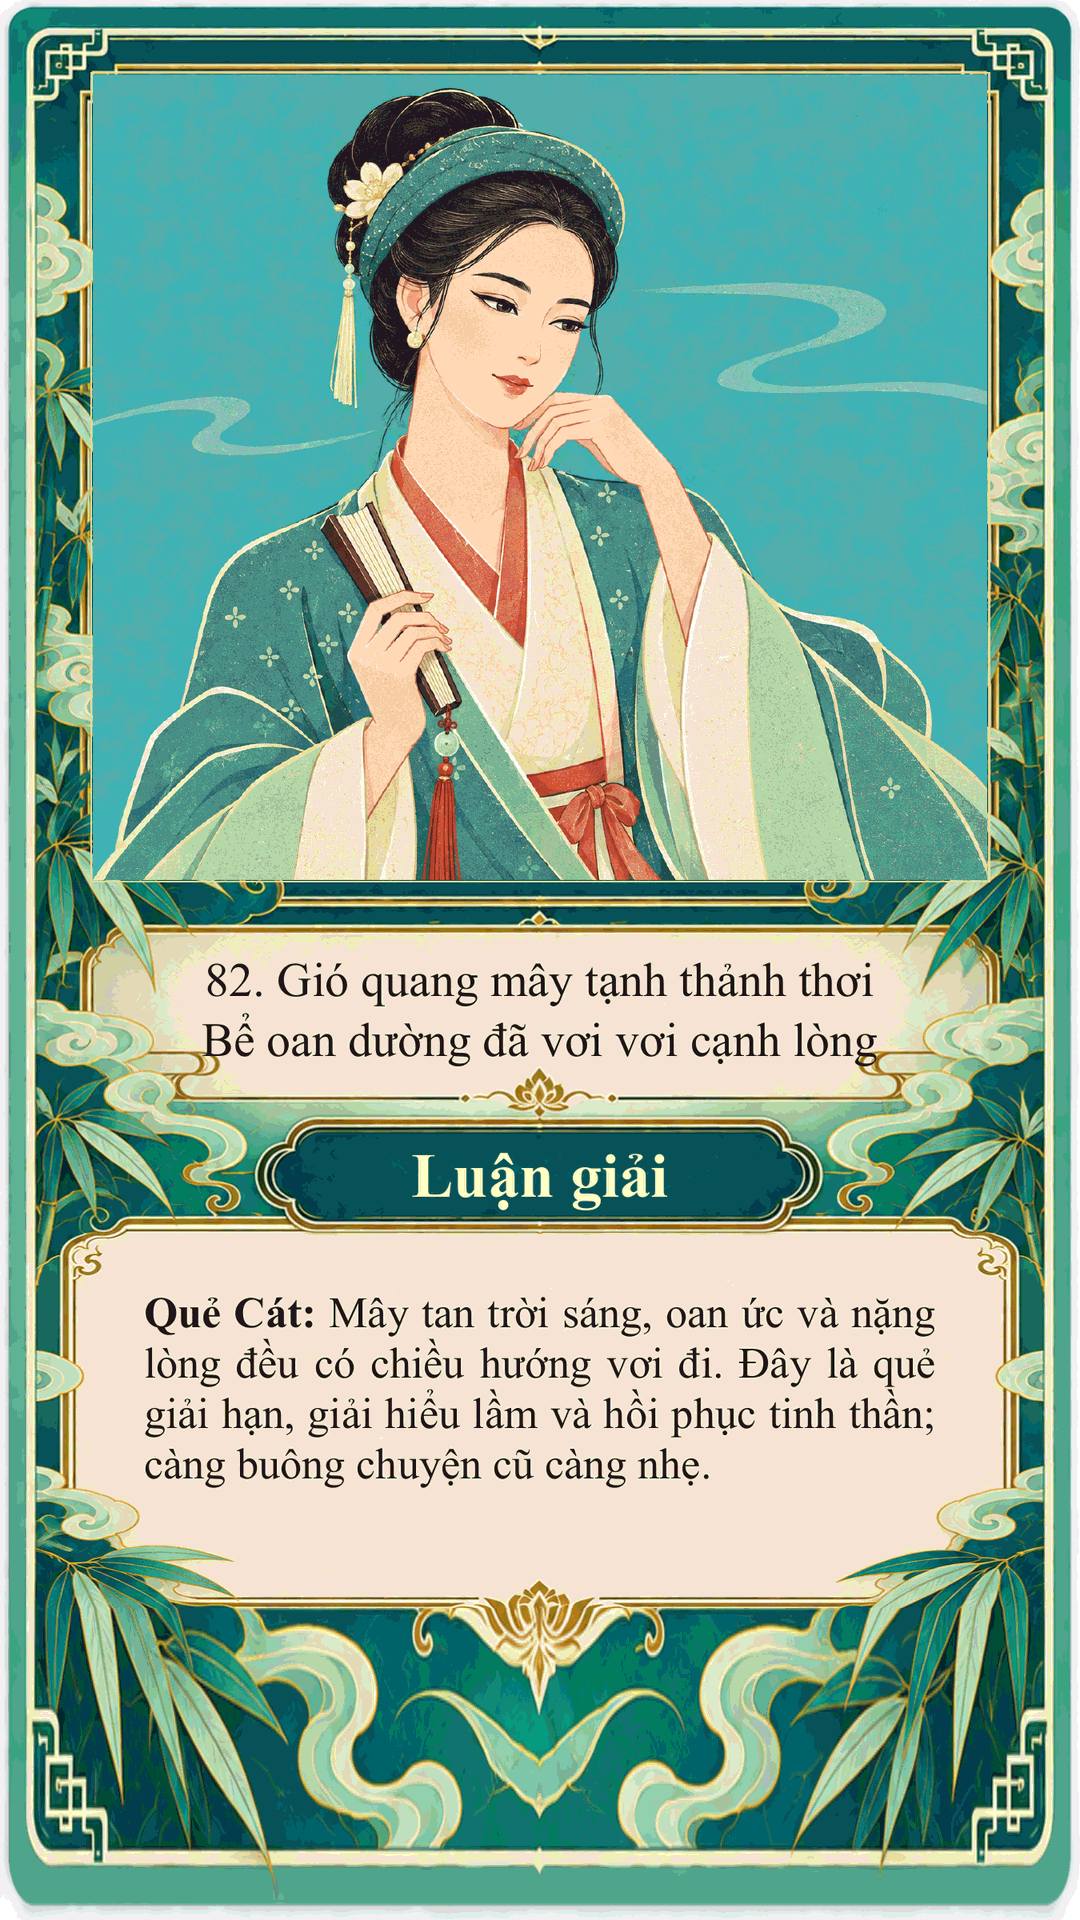 82. Gió quang mây tạnh thảnh thơi
Bể oan dường đã vơi vơi cạnh lòng
Luận giải
Quẻ Cát: Mây tan trời sáng, oan ức và nặng
lòng đều có chiều hướng vơi đi. Đây là quẻ
giải hạn, giải hiểu lầm và hồi phục tinh thần;
càng buông chuyện cũ càng nhẹ.